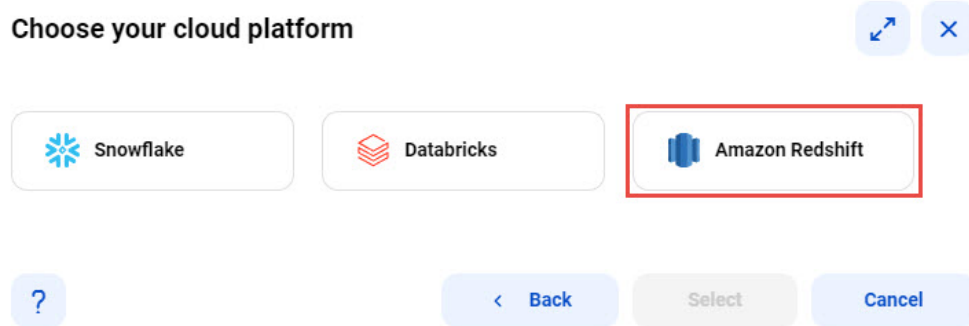 Choose your cloud platform
Snowflake
Databricks
Amazon Redshift
?
Back
Select
Cancel